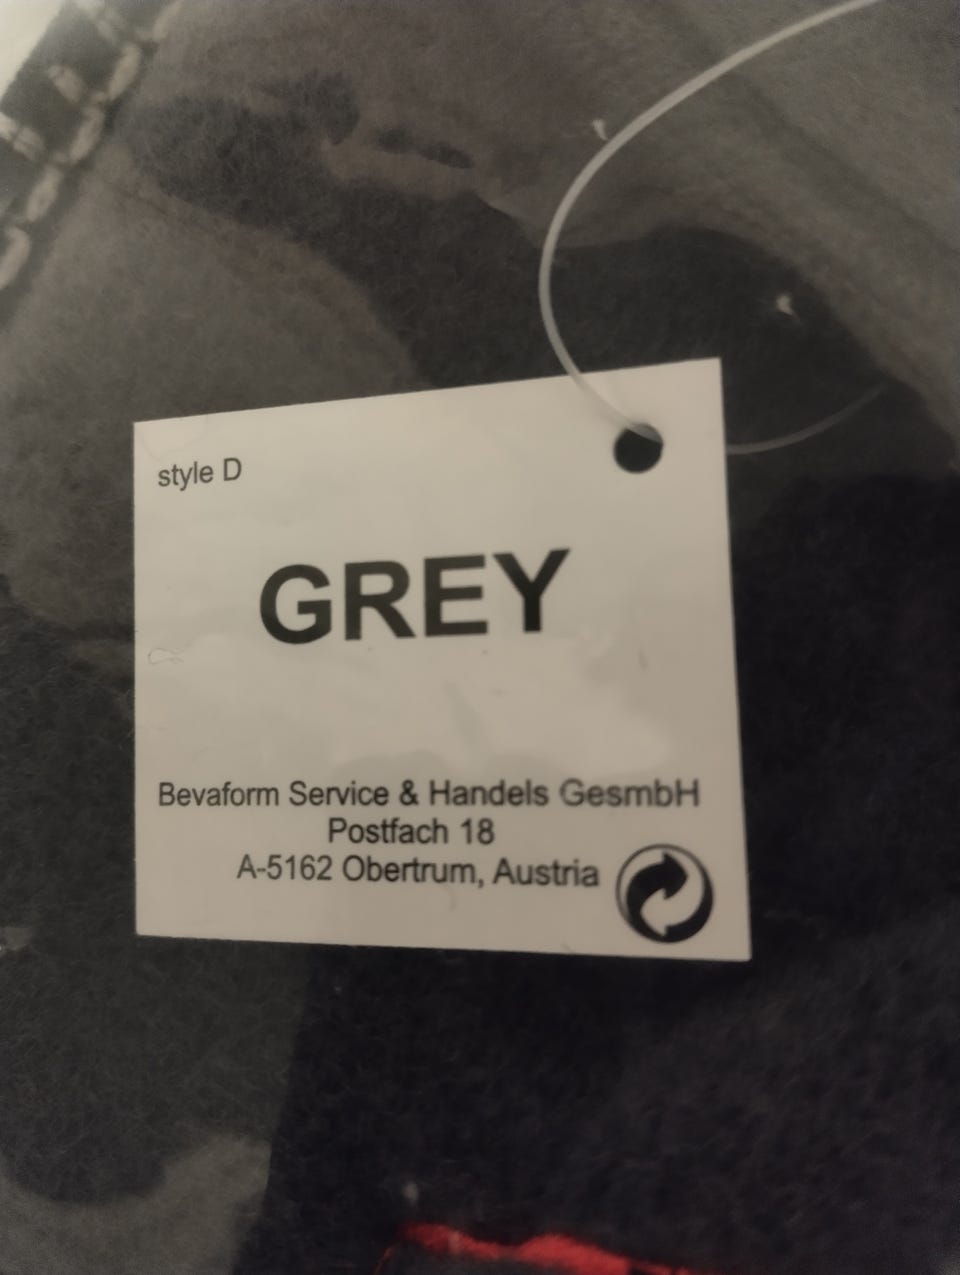 style D
GREY
Bevaform Service & Handels GesmbH
Postfach 18
A-5162 Obertrum, Austria